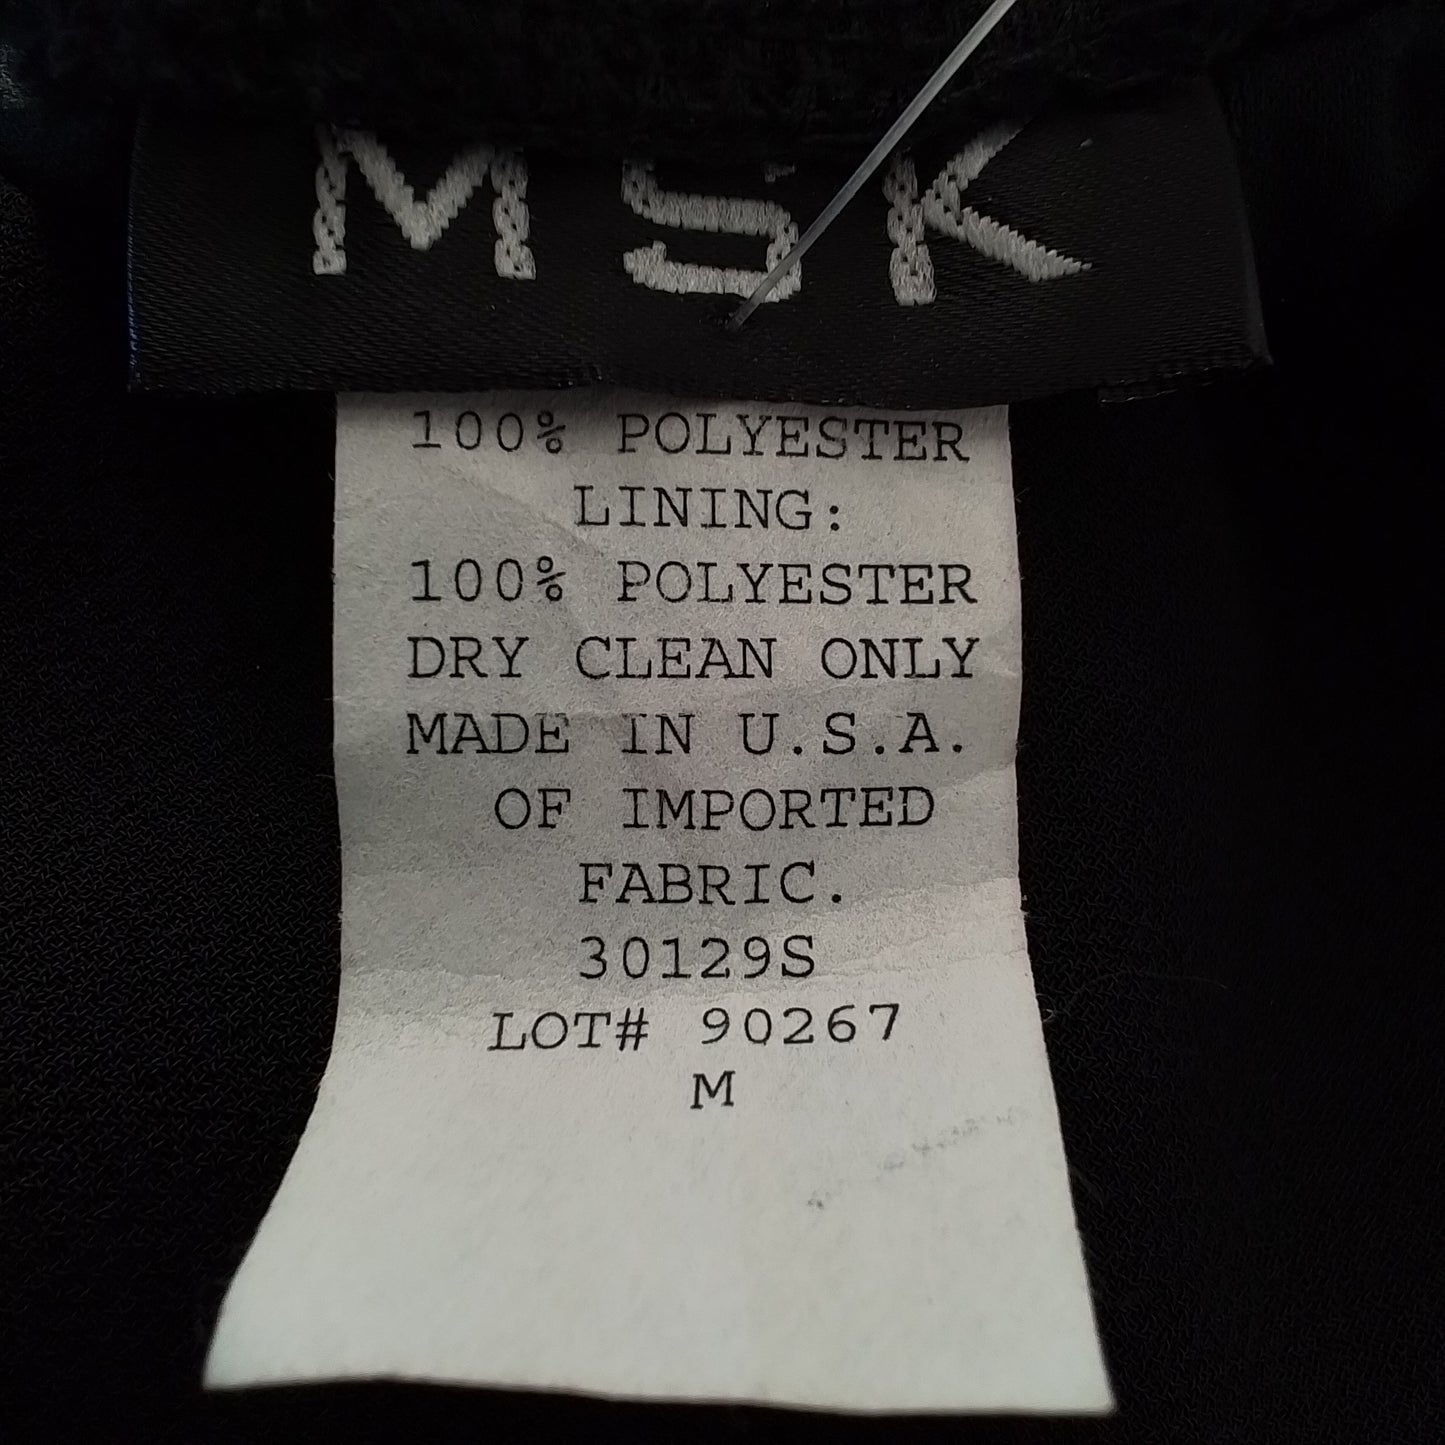 MSK
100% POLYESTER
LINING:
100% POLYESTER
DRY CLEAN ONLY
MADE IN U.S.A.
OF IMPORTED
FABRIC.
30129S
LOT# 90267
M